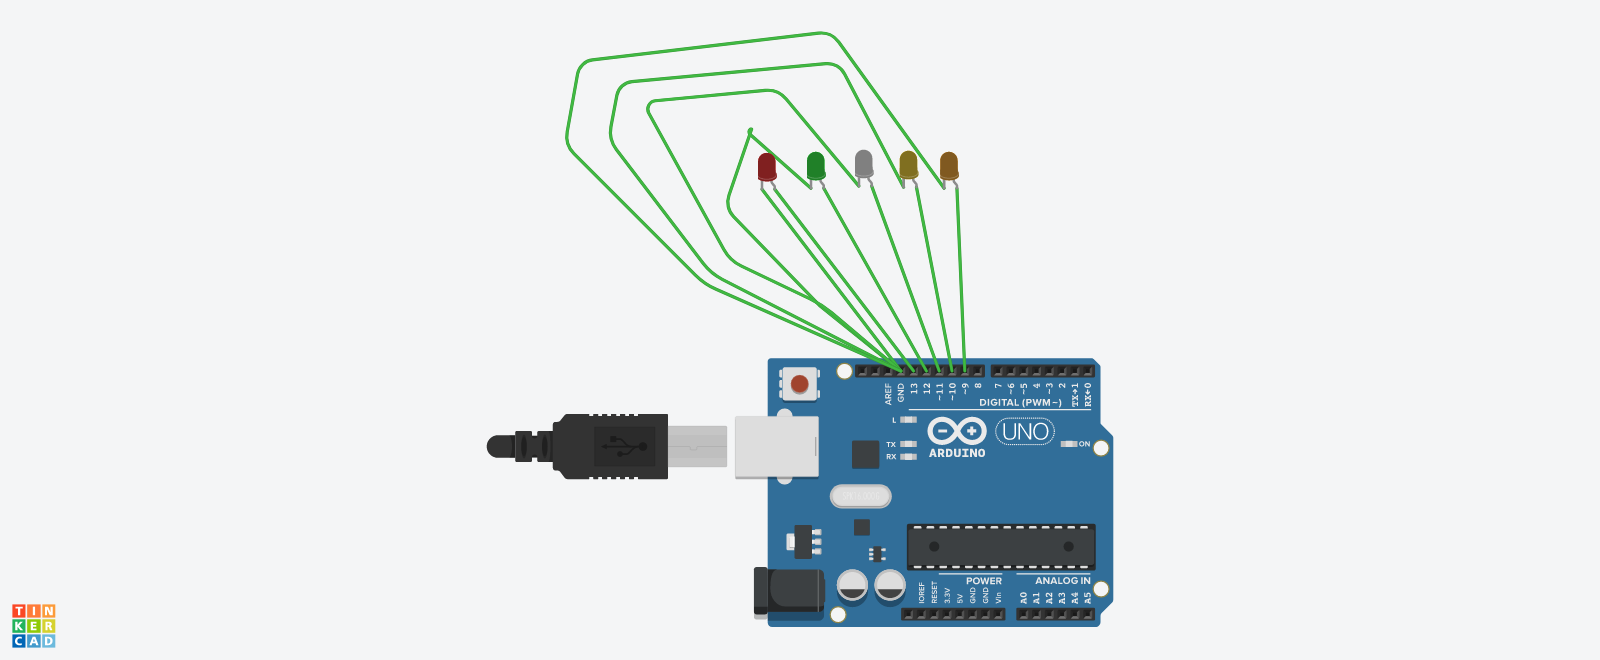 AREF
GND
13
12
~11
~10
~9
8
7
~6
~5
4
~3
2
TX→1
RX←0
DIGITAL (PWM~)
L
TX
RX
UNO
ON
ARDUINO
POWER
ANALOG IN
IOREF
RESET
3.3V
5V
GND
GND
Vin
A0
A1
A2
A3
A4
A5
TIN
KER
CAD